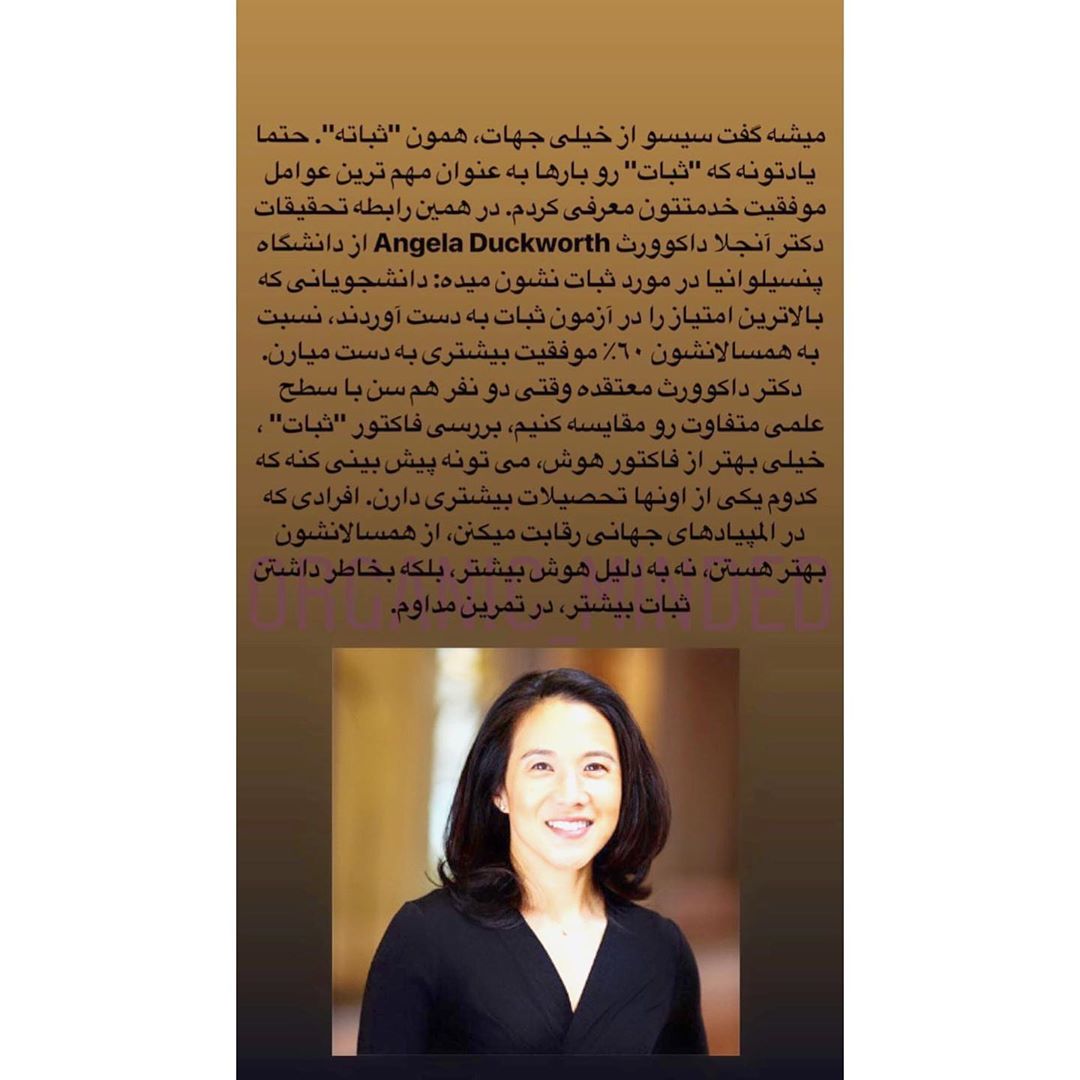 میشه گفت سیسو از خیلی جهات، همون "ثباته". حتما
یادتونه که "ثبات" رو بارها به عنوان مهم ترین عوامل
موفقیت خدمتتون معرفی کردم. در همین رابطه تحقیقات
دکتر آنجلا داکوورث Angela Duckworth از دانشگاه
پنسیلوانیا در مورد ثبات نشون میده: دانشجویانی که
بالاترین امتیاز را در آزمون ثبات به دست آوردند، نسبت
به همسالانشون ٦٠٪ موفقیت بیشتری به دست میارن.
دکتر داکوورث معتقده وقتی دو نفر هم سن با سطح
علمی متفاوت رو مقایسه کنیم، بررسی فاکتور "ثبات" ،
خیلی بهتر از فاکتور هوش، می تونه پیش بینی کنه که
کدوم یکی از اونها تحصیلات بیشتری دارن. افرادی که
در المپیادهای جهانی رقابت میکنن، از همسالانشون
بهتر هستن، نه به دلیل هوش بیشتر، بلکه بخاطر داشتن
ثبات بیشتر، در تمرین مداوم.
ORGANIC_MINDED